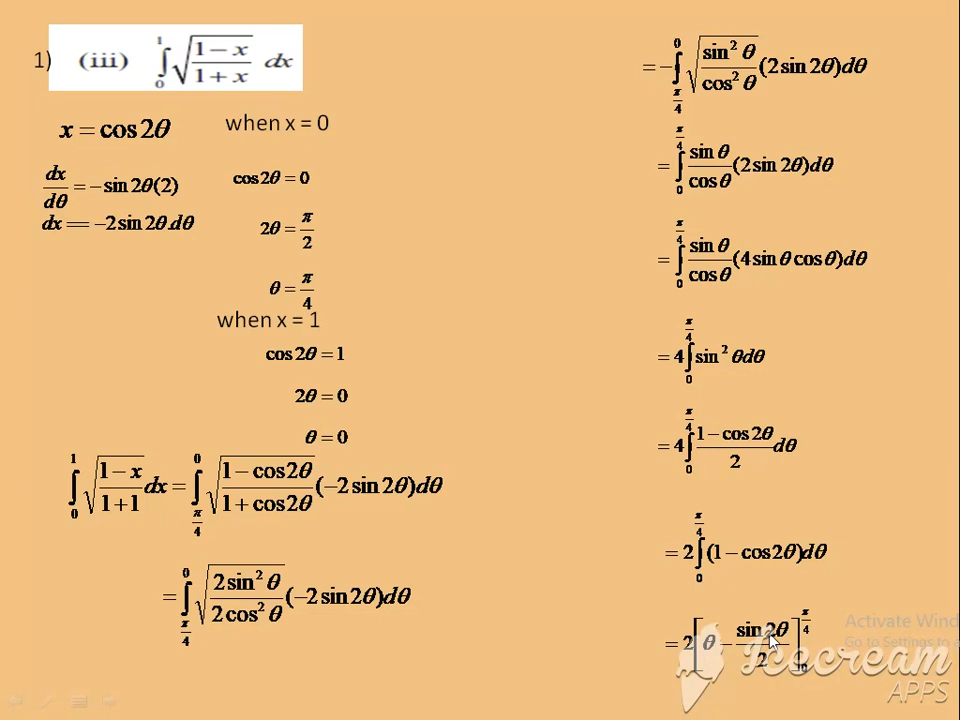 1) (iii) ∫₀¹ √((1−x)/(1+x)) dx
x = cos2θ
dx/dθ = −sin2θ(2)
dx == −2sin2θ.dθ
when x = 0
cos2θ = 0
2θ = π/2
θ = π/4
when x = 1
cos2θ = 1
2θ = 0
θ = 0
∫₀¹ √((1−x)/(1+1)) dx = ∫_{π/4}^{0} √((1−cos2θ)/(1+cos2θ)) (−2sin2θ)dθ
= ∫_{π/4}^{0} √((2sin²θ)/(2cos²θ)) (−2sin2θ)dθ
= −∫_{π/4}^{0} √((sin²θ)/(cos²θ)) (2sin2θ)dθ
= ∫_{0}^{π/4} (sinθ/cosθ) (2sin2θ)dθ
= ∫_{0}^{π/4} (sinθ/cosθ) (4sinθcosθ)dθ
= 4∫_{0}^{π/4} sin²θdθ
= 4∫_{0}^{π/4} ((1−cos2θ)/2) dθ
= 2∫_{0}^{π/4} (1−cos2θ)dθ
= 2[θ − (sin2θ)/2]_{0}^{π/4}
Activate Wind
Go to Settings to a
Icecream
APPS